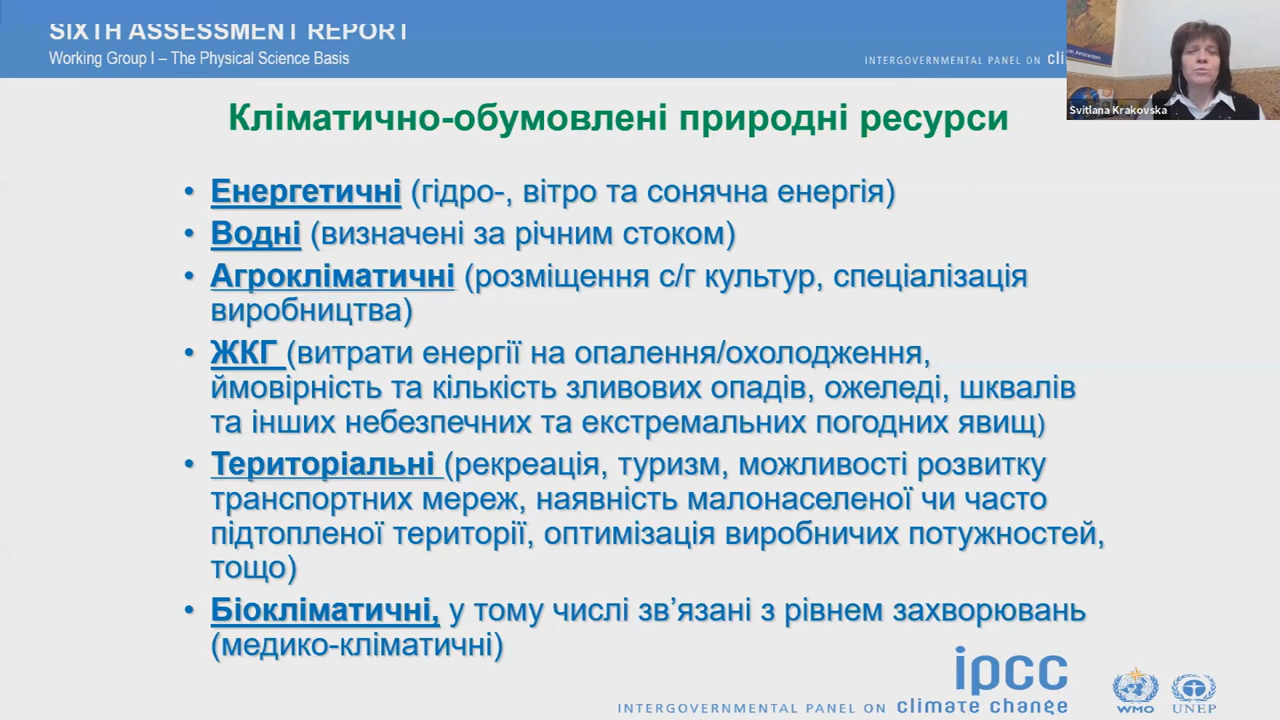 SIXTH ASSESSMENT REPORT
Working Group I – The Physical Science Basis
INTERGOVERNMENTAL PANEL ON
Svitlana Krakovska
Кліматично-обумовлені природні ресурси
• Енергетичні (гідро-, вітро та сонячна енергія)
• Водні (визначені за річним стоком)
• Агрокліматичні (розміщення с/г культур, спеціалізація
виробництва)
• ЖКГ (витрати енергії на опалення/охолодження,
ймовірність та кількість зливових опадів, ожеледі, шквалів
та інших небезпечних та екстремальних погодних явищ)
• Територіальні (рекреація, туризм, можливості розвитку
транспортних мереж, наявність малонаселеної чи часто
підтопленої території, оптимізація виробничих потужностей,
тощо)
• Біокліматичні, у тому числі зв’язані з рівнем захворювань
(медико-кліматичні)
ipcc
INTERGOVERNMENTAL PANEL ON climate change
WMO
UNEP